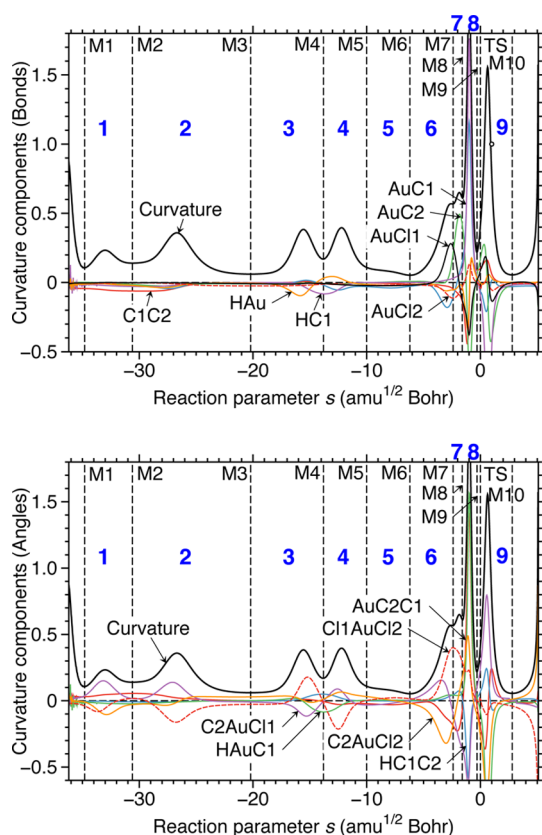 7 8
M1 M2 M3 M4 M5 M6 M7 TS
M8 M10
M9
1 2 3 4 5 6 9
1.5
1.0
0.5
0
−0.5
Curvature components (Bonds)
Curvature
AuC1
AuC2
AuCl1
C1C2
HAu
HC1
AuCl2
−30 −20 −10 0
Reaction parameter s (amu1/2 Bohr)
7 8
M1 M2 M3 M4 M5 M6 M7 TS
M8 M10
M9
1 2 3 4 5 6 9
1.5
1.0
0.5
0
−0.5
Curvature components (Angles)
AuC2C1
Cl1AuCl2
Curvature
C2AuCl1
HAuC1
C2AuCl2
HC1C2
−30 −20 −10 0
Reaction parameter s (amu1/2 Bohr)